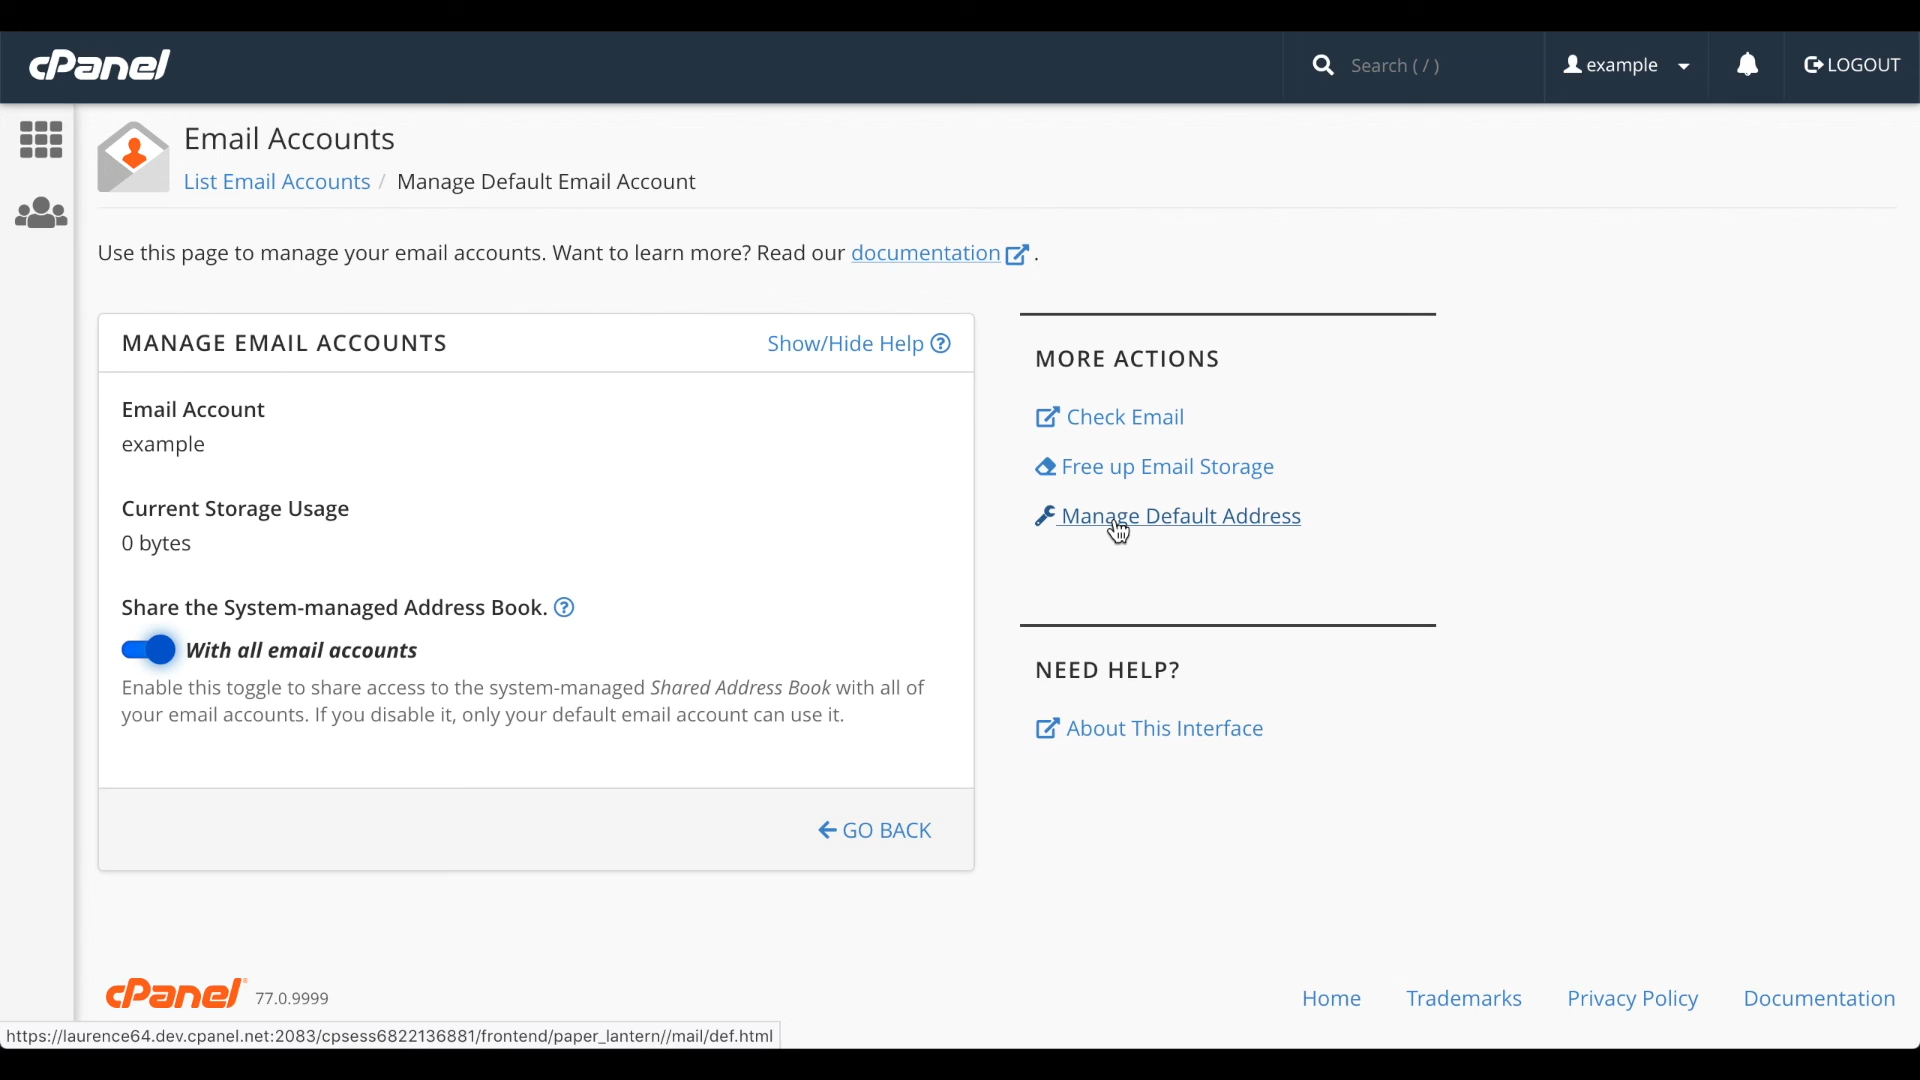 cPanel
Search ( / )
example
LOGOUT
Email Accounts
List Email Accounts / Manage Default Email Account
Use this page to manage your email accounts. Want to learn more? Read our documentation .
MANAGE EMAIL ACCOUNTS
Show/Hide Help ?
Email Account
example
Current Storage Usage
0 bytes
Share the System-managed Address Book. ?
With all email accounts
Enable this toggle to share access to the system-managed Shared Address Book with all of
your email accounts. If you disable it, only your default email account can use it.
← GO BACK
MORE ACTIONS
Check Email
Free up Email Storage
Manage Default Address
NEED HELP?
About This Interface
cPanel® 77.0.9999
Home Trademarks Privacy Policy Documentation
https://laurence64.dev.cpanel.net:2083/cpsess6822136881/frontend/paper_lantern//mail/def.html